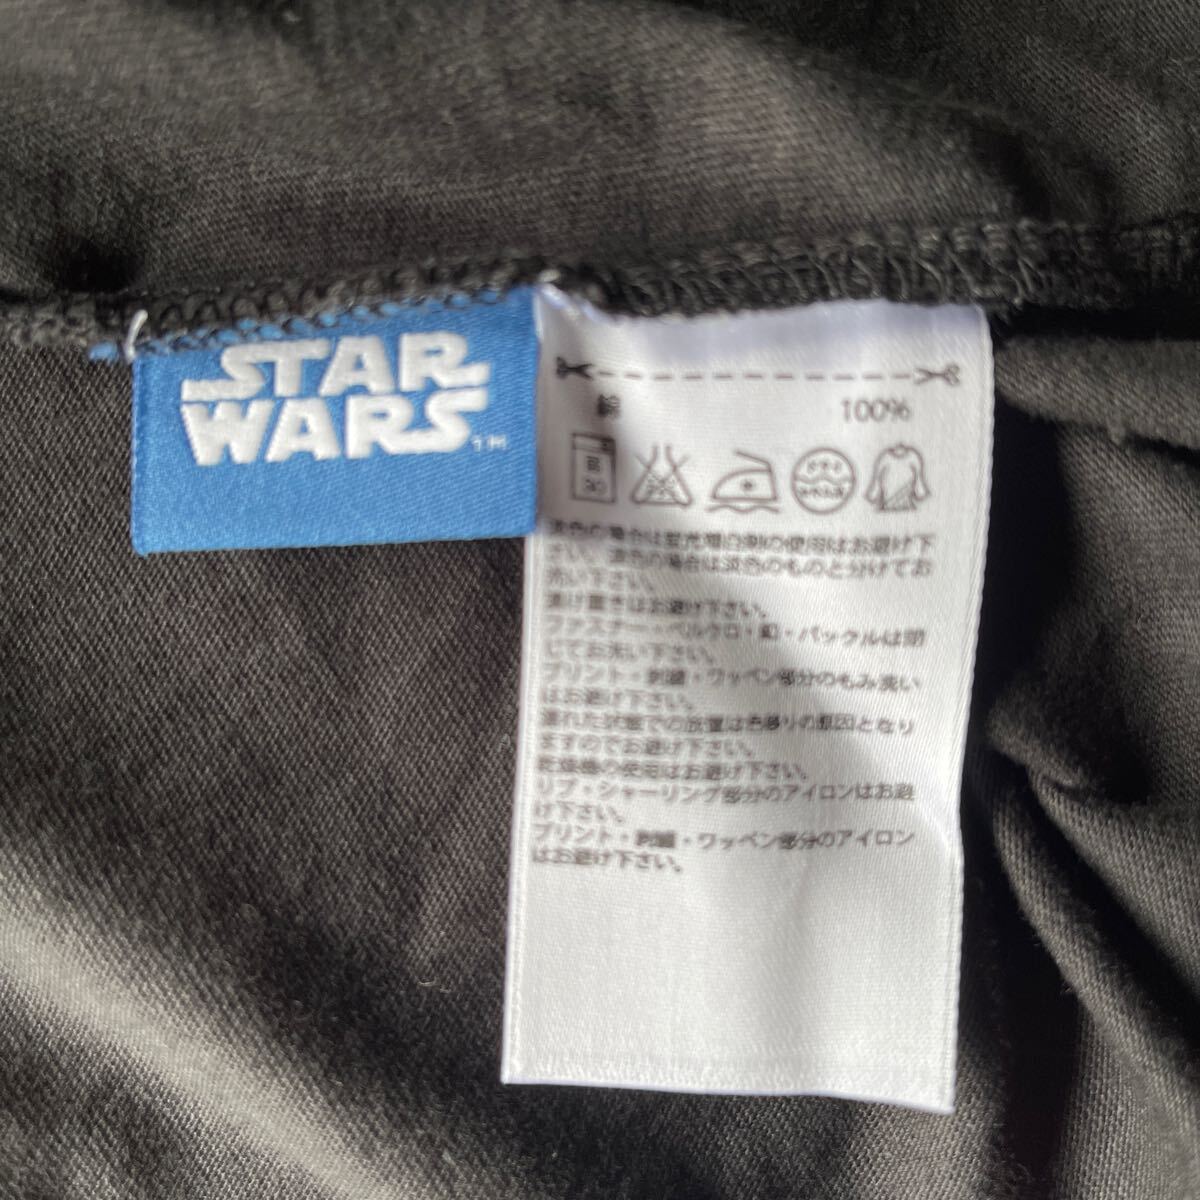 STAR
WARS
TM
綿 100%
淡色の場合は蛍光増白剤の使用はお避け下
さい。濃色の場合は淡色のものと分けてお
洗い下さい。
漬け置きはお避け下さい。
ファスナー・ベルクロ・釦・バックルは閉
じてお洗い下さい。
プリント・刺繍・ワッペン部分のもみ洗い
はお避け下さい。
濡れた状態での放置は色移りの原因となり
ますのでお避け下さい。
乾燥機の使用はお避け下さい。
リブ・シャーリング部分のアイロンはお避
け下さい。
プリント・刺繍・ワッペン部分のアイロン
はお避け下さい。